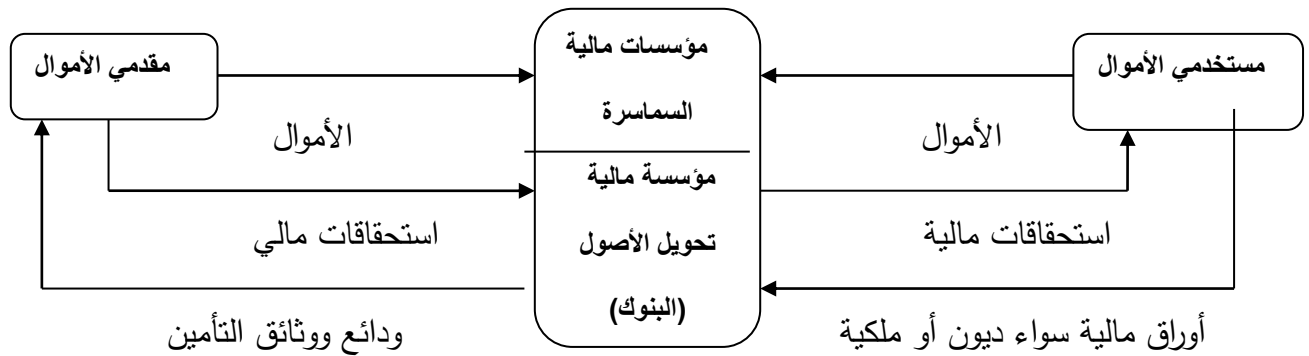 مستخدمي الأموال
مؤسسات مالية
السماسرة
مقدمي الأموال
الأموال
الأموال
مؤسسة مالية
تحويل الأصول
(البنوك)
استحقاقات مالية
استحقاقات مالي
أوراق مالية سواء ديون أو ملكية
ودائع ووثائق التأمين